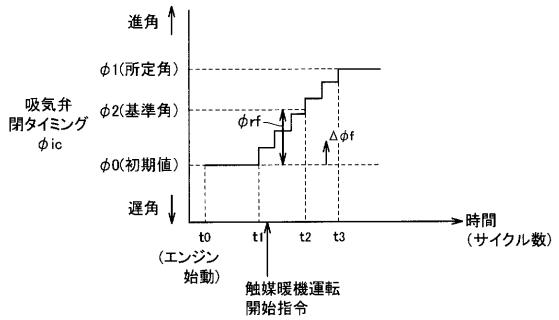 進角
φ1(所定角)
吸気弁
閉タイミング
φic
φ2(基準角)
φrf
Δφf
φ0(初期値)
遅角
t0
t1
t2
t3
時間
(サイクル数)
(エンジン
始動)
触媒暖機運転
開始指令